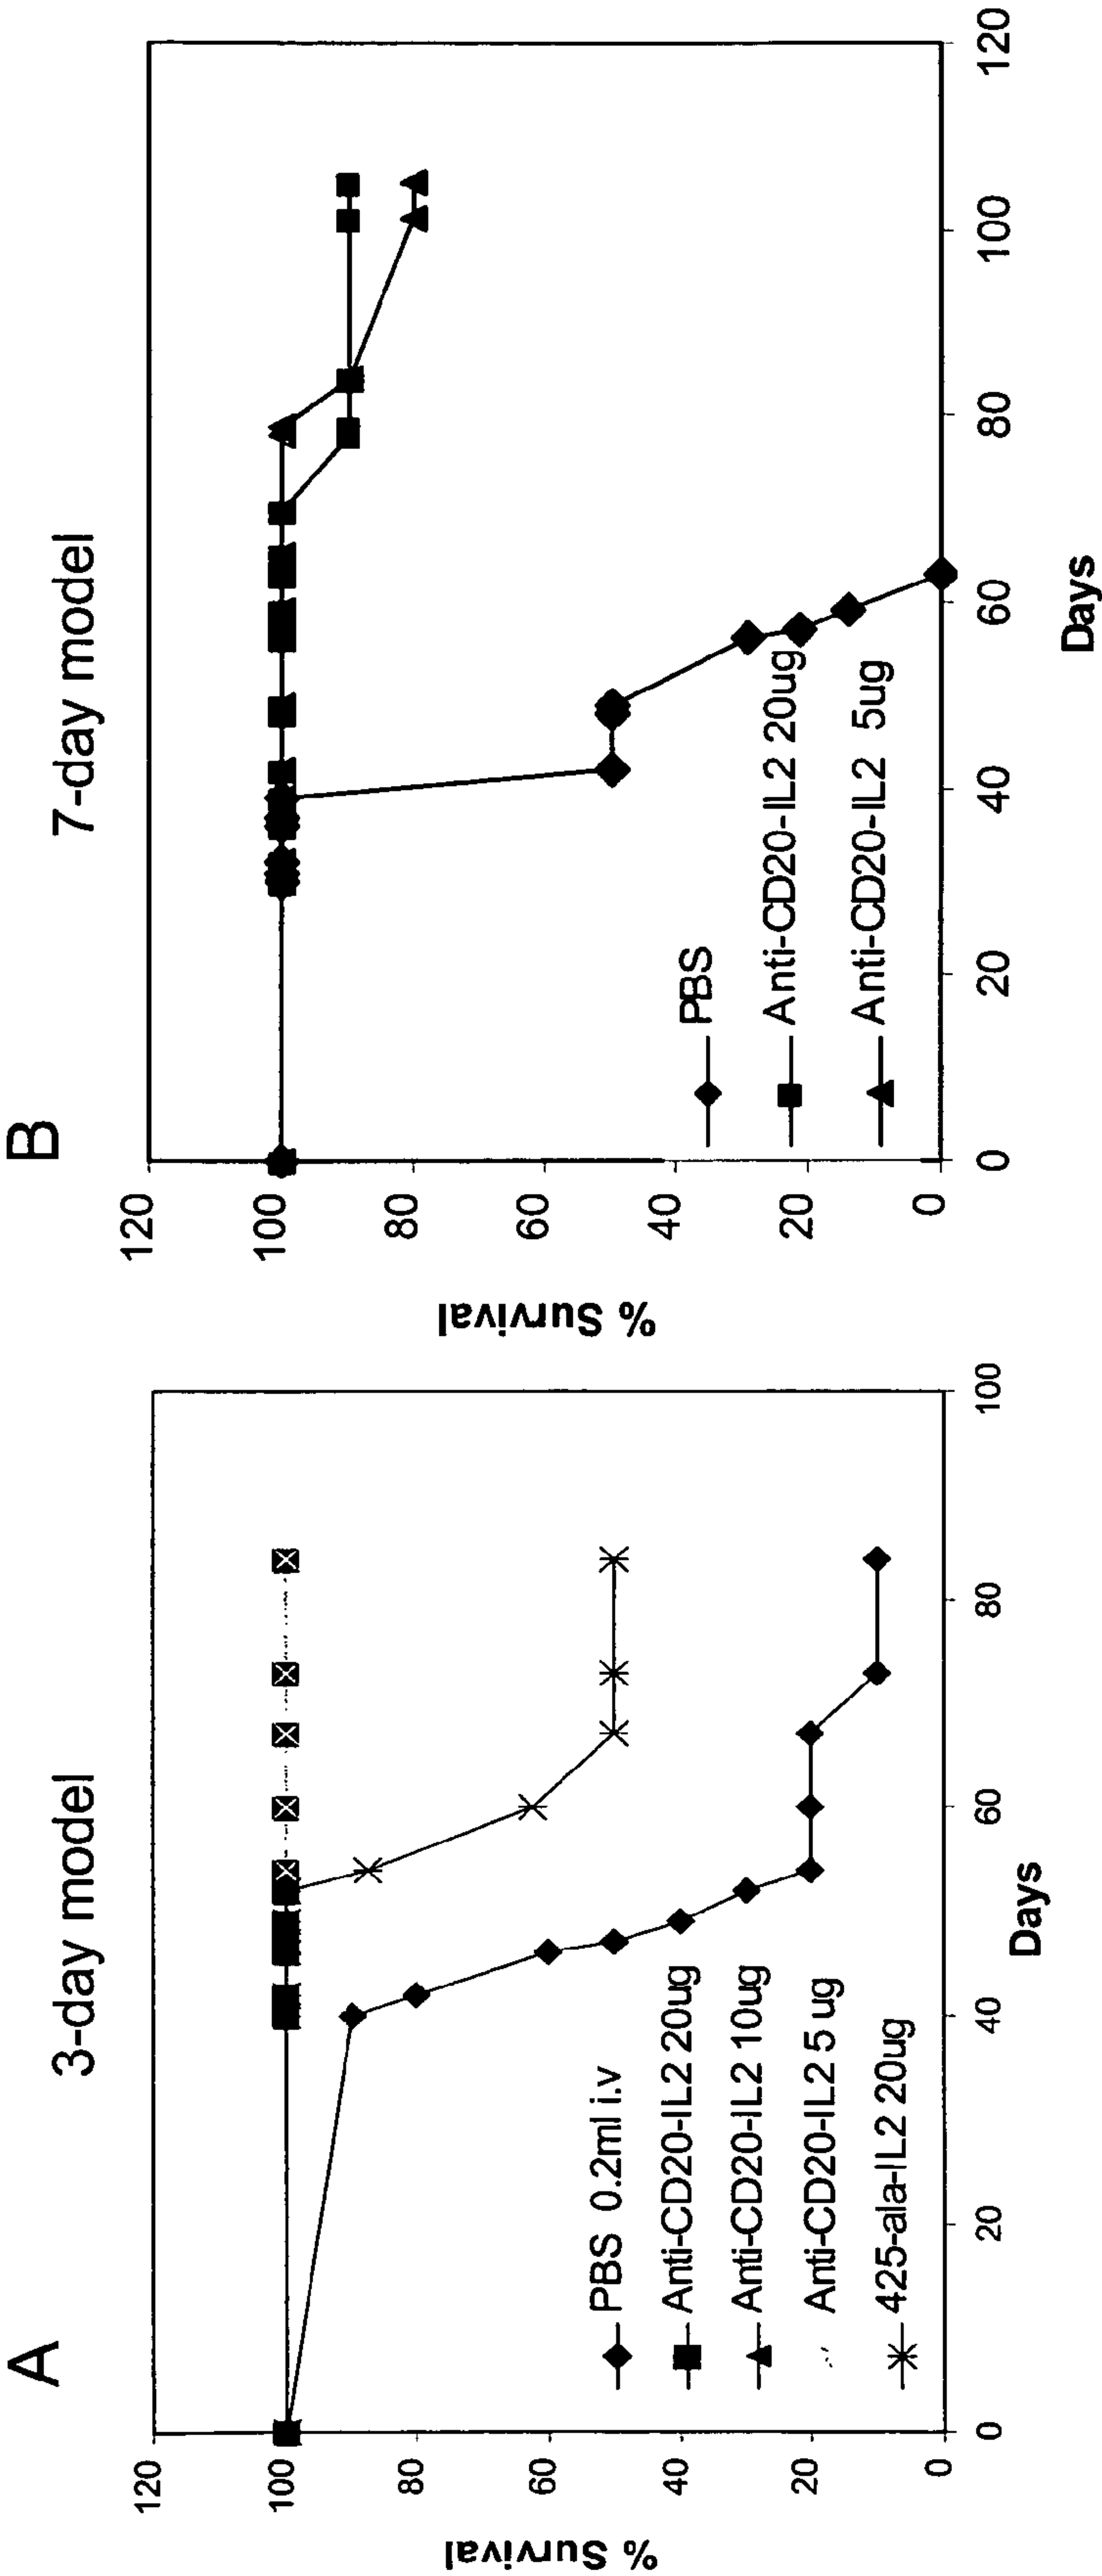 A
3-day model
% Survival
120
100
80
60
40
20
0
PBS 0.2ml i.v
Anti-CD20-IL2 20ug
Anti-CD20-IL2 10ug
Anti-CD20-IL2 5 ug
425-ala-IL2 20ug
0
20
40
60
80
100
Days
B
7-day model
% Survival
120
100
80
60
40
20
0
PBS
Anti-CD20-IL2 20ug
Anti-CD20-IL2 5ug
0
20
40
60
80
100
120
Days